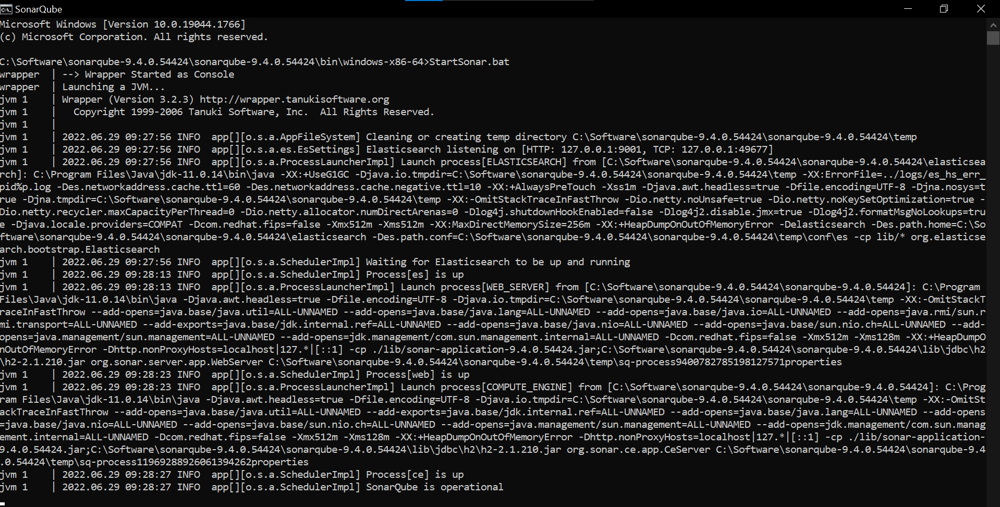 SonarQube
Microsoft Windows [Version 10.0.19044.1766]
(c) Microsoft Corporation. All rights reserved.
C:\Software\sonarqube-9.4.0.54424\sonarqube-9.4.0.54424\bin\windows-x86-64>StartSonar.bat
wrapper  | --> Wrapper Started as Console
wrapper  | Launching a JVM...
jvm 1    | Wrapper (Version 3.2.3) http://wrapper.tanukisoftware.org
jvm 1    |   Copyright 1999-2006 Tanuki Software, Inc.  All Rights Reserved.
jvm 1    |
jvm 1    | 2022.06.29 09:27:56 INFO  app[][o.s.a.AppFileSystem] Cleaning or creating temp directory C:\Software\sonarqube-9.4.0.54424\sonarqube-9.4.0.54424\temp
jvm 1    | 2022.06.29 09:27:56 INFO  app[][o.s.a.es.EsSettings] Elasticsearch listening on [HTTP: 127.0.0.1:9001, TCP: 127.0.0.1:49677]
jvm 1    | 2022.06.29 09:27:56 INFO  app[][o.s.a.ProcessLauncherImpl] Launch process[ELASTICSEARCH] from [C:\Software\sonarqube-9.4.0.54424\sonarqube-9.4.0.54424\elasticsea
rch]: C:\Program Files\Java\jdk-11.0.14\bin\java -XX:+UseG1GC -Djava.io.tmpdir=C:\Software\sonarqube-9.4.0.54424\sonarqube-9.4.0.54424\temp -XX:ErrorFile=../logs/es_hs_err_
pid%p.log -Des.networkaddress.cache.ttl=60 -Des.networkaddress.cache.negative.ttl=10 -XX:+AlwaysPreTouch -Xss1m -Djava.awt.headless=true -Dfile.encoding=UTF-8 -Djna.nosys=t
rue -Djna.tmpdir=C:\Software\sonarqube-9.4.0.54424\sonarqube-9.4.0.54424\temp -XX:-OmitStackTraceInFastThrow -Dio.netty.noUnsafe=true -Dio.netty.noKeySetOptimization=true -
Dio.netty.recycler.maxCapacityPerThread=0 -Dio.netty.allocator.numDirectArenas=0 -Dlog4j.shutdownHookEnabled=false -Dlog4j2.disable.jmx=true -Dlog4j2.formatMsgNoLookups=tru
e -Djava.locale.providers=COMPAT -Dcom.redhat.fips=false -Xmx512m -Xms512m -XX:MaxDirectMemorySize=256m -XX:+HeapDumpOnOutOfMemoryError -Delasticsearch -Des.path.home=C:\So
ftware\sonarqube-9.4.0.54424\sonarqube-9.4.0.54424\elasticsearch -Des.path.conf=C:\Software\sonarqube-9.4.0.54424\sonarqube-9.4.0.54424\temp\conf\es -cp lib/* org.elasticse
arch.bootstrap.Elasticsearch
jvm 1    | 2022.06.29 09:27:56 INFO  app[][o.s.a.SchedulerImpl] Waiting for Elasticsearch to be up and running
jvm 1    | 2022.06.29 09:28:13 INFO  app[][o.s.a.SchedulerImpl] Process[es] is up
jvm 1    | 2022.06.29 09:28:13 INFO  app[][o.s.a.ProcessLauncherImpl] Launch process[WEB_SERVER] from [C:\Software\sonarqube-9.4.0.54424\sonarqube-9.4.0.54424]: C:\Program
Files\Java\jdk-11.0.14\bin\java -Djava.awt.headless=true -Dfile.encoding=UTF-8 -Djava.io.tmpdir=C:\Software\sonarqube-9.4.0.54424\sonarqube-9.4.0.54424\temp -XX:-OmitStackT
raceInFastThrow --add-opens=java.base/java.util=ALL-UNNAMED --add-opens=java.base/java.lang=ALL-UNNAMED --add-opens=java.base/java.io=ALL-UNNAMED --add-opens=java.rmi/sun.r
mi.transport=ALL-UNNAMED --add-exports=java.base/jdk.internal.ref=ALL-UNNAMED --add-opens=java.base/java.nio=ALL-UNNAMED --add-opens=java.base/sun.nio.ch=ALL-UNNAMED --add-
opens=java.management/sun.management=ALL-UNNAMED --add-opens=jdk.management/com.sun.management.internal=ALL-UNNAMED -Dcom.redhat.fips=false -Xmx512m -Xms128m -XX:+HeapDumpO
nOutOfMemoryError -Dhttp.nonProxyHosts=localhost|127.*|[::1] -cp ./lib/sonar-application-9.4.0.54424.jar;C:\Software\sonarqube-9.4.0.54424\sonarqube-9.4.0.54424\lib\jdbc\h2
\h2-2.1.210.jar org.sonar.server.app.WebServer C:\Software\sonarqube-9.4.0.54424\sonarqube-9.4.0.54424\temp\sq-process9400782785198127571properties
jvm 1    | 2022.06.29 09:28:23 INFO  app[][o.s.a.SchedulerImpl] Process[web] is up
jvm 1    | 2022.06.29 09:28:23 INFO  app[][o.s.a.ProcessLauncherImpl] Launch process[COMPUTE_ENGINE] from [C:\Software\sonarqube-9.4.0.54424\sonarqube-9.4.0.54424]: C:\Prog
ram Files\Java\jdk-11.0.14\bin\java -Djava.awt.headless=true -Dfile.encoding=UTF-8 -Djava.io.tmpdir=C:\Software\sonarqube-9.4.0.54424\sonarqube-9.4.0.54424\temp -XX:-OmitSt
ackTraceInFastThrow --add-opens=java.base/java.util=ALL-UNNAMED --add-exports=java.base/jdk.internal.ref=ALL-UNNAMED --add-opens=java.base/java.lang=ALL-UNNAMED --add-opens
=java.base/java.nio=ALL-UNNAMED --add-opens=java.base/sun.nio.ch=ALL-UNNAMED --add-opens=java.management/sun.management=ALL-UNNAMED --add-opens=jdk.management/com.sun.manag
ement.internal=ALL-UNNAMED -Dcom.redhat.fips=false -Xmx512m -Xms128m -XX:+HeapDumpOnOutOfMemoryError -Dhttp.nonProxyHosts=localhost|127.*|[::1] -cp ./lib/sonar-application-
9.4.0.54424.jar;C:\Software\sonarqube-9.4.0.54424\sonarqube-9.4.0.54424\lib\jdbc\h2\h2-2.1.210.jar org.sonar.ce.app.CeServer C:\Software\sonarqube-9.4.0.54424\sonarqube-9.4
.0.54424\temp\sq-process11969288926061394262properties
jvm 1    | 2022.06.29 09:28:27 INFO  app[][o.s.a.SchedulerImpl] Process[ce] is up
jvm 1    | 2022.06.29 09:28:27 INFO  app[][o.s.a.SchedulerImpl] SonarQube is operational